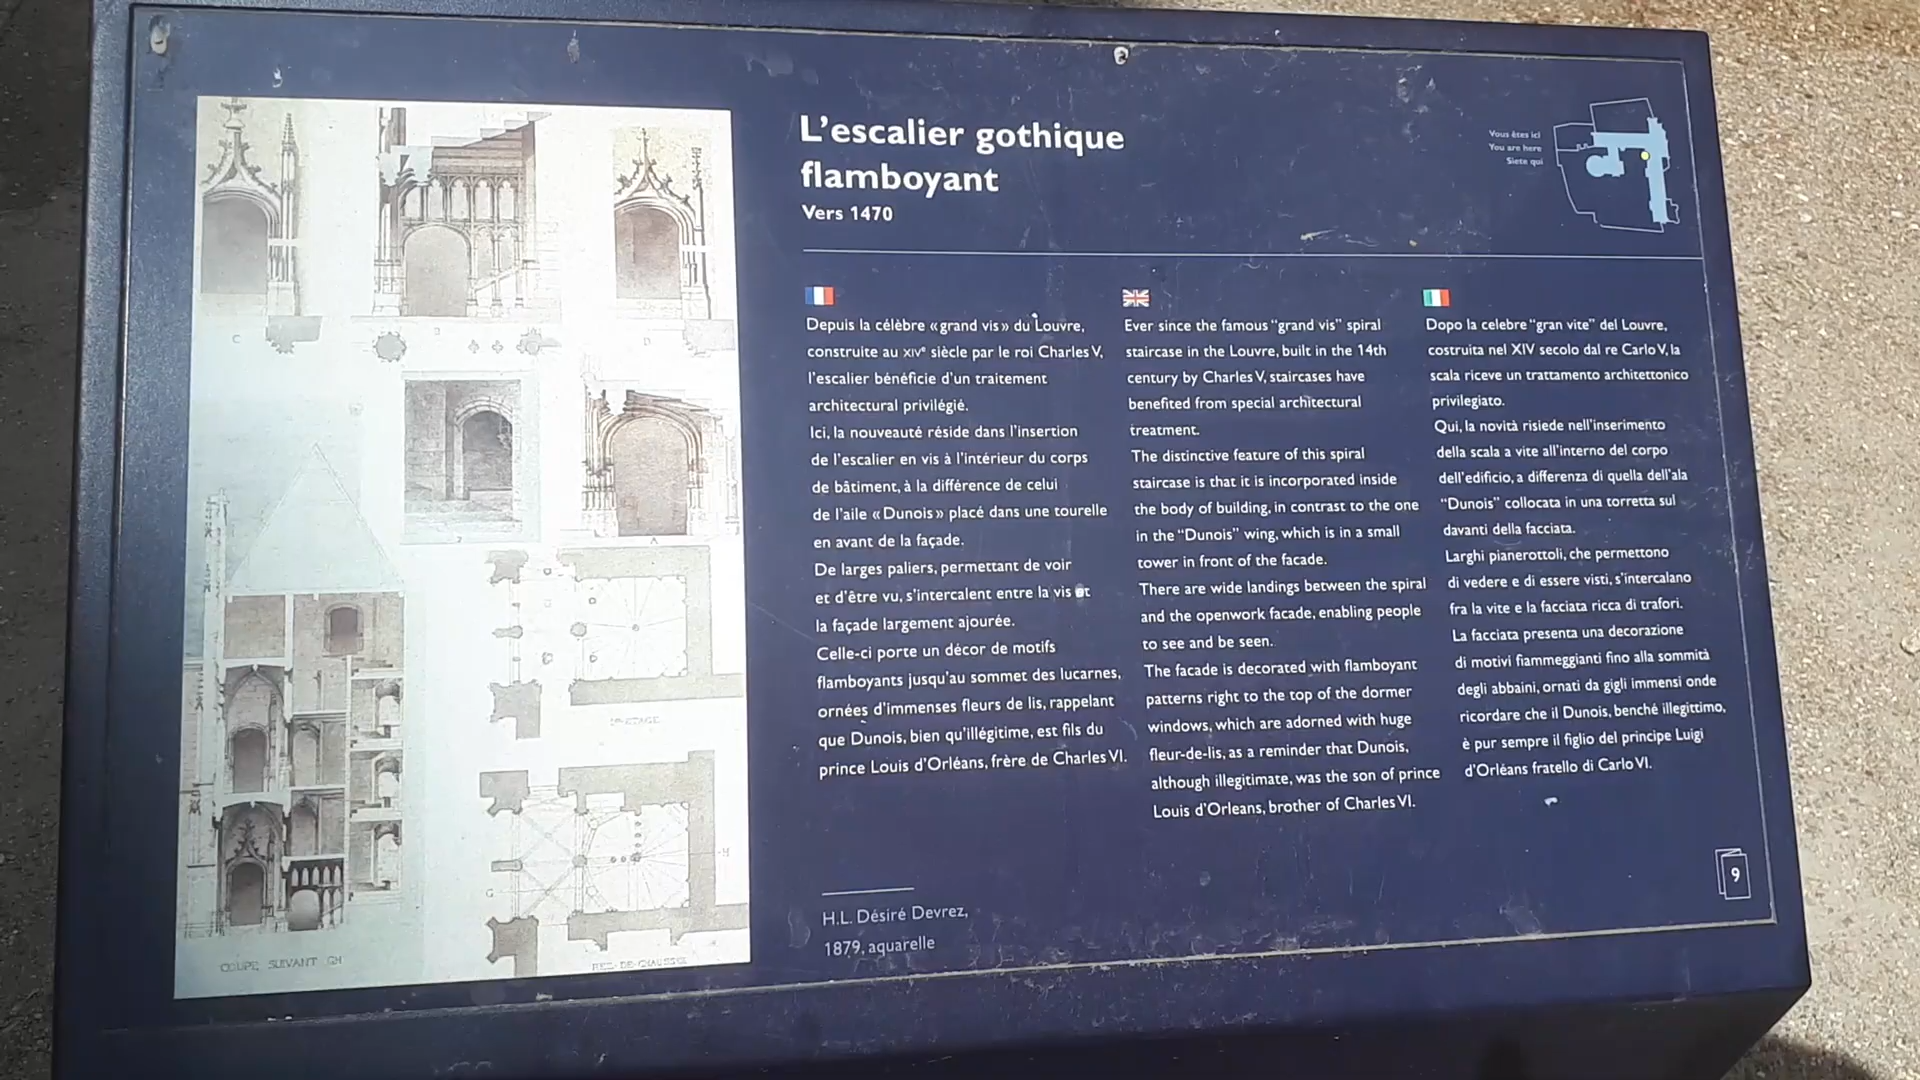 L'escalier gothique
flamboyant
Vers 1470
Vous êtes ici
You are here
Siete qui
Depuis la célèbre « grand vis » du Louvre,
construite au XIVe siècle par le roi Charles V,
l'escalier bénéficie d'un traitement
architectural privilégié.
Ici, la nouveauté réside dans l'insertion
de l'escalier en vis à l'intérieur du corps
de bâtiment, à la différence de celui
de l'aile « Dunois » placé dans une tourelle
en avant de la façade.
De larges paliers, permettant de voir
et d'être vu, s'intercalent entre la vis et
la façade largement ajourée.
Celle-ci porte un décor de motifs
flamboyants jusqu'au sommet des lucarnes,
ornées d'immenses fleurs de lis, rappelant
que Dunois, bien qu'illégitime, est fils du
prince Louis d'Orléans, frère de Charles VI.
Ever since the famous "grand vis" spiral
staircase in the Louvre, built in the 14th
century by Charles V, staircases have
benefited from special architectural
treatment.
The distinctive feature of this spiral
staircase is that it is incorporated inside
the body of building, in contrast to the one
in the "Dunois" wing, which is in a small
tower in front of the facade.
There are wide landings between the spiral
and the openwork facade, enabling people
to see and be seen.
The facade is decorated with flamboyant
patterns right to the top of the dormer
windows, which are adorned with huge
fleur-de-lis, as a reminder that Dunois,
although illegitimate, was the son of prince
Louis d'Orleans, brother of Charles VI.
Dopo la celebre "gran vite" del Louvre,
costruita nel XIV secolo dal re Carlo V, la
scala riceve un trattamento architettonico
privilegiato.
Qui, la novità risiede nell'inserimento
della scala a vite all'interno del corpo
dell'edificio, a differenza di quella dell'ala
"Dunois" collocata in una torretta sul
davanti della facciata.
Larghi pianerottoli, che permettono
di vedere e di essere visti, s'intercalano
fra la vite e la facciata ricca di trafori.
La facciata presenta una decorazione
di motivi fiammeggianti fino alla sommità
degli abbaini, ornati da gigli immensi onde
ricordare che il Dunois, benché illegittimo,
è pur sempre il figlio del principe Luigi
d'Orléans fratello di Carlo VI.
H.L. Désiré Devrez,
1879, aquarelle
9
C
B
D
A
ETAGE
G
H
COUPE SUIVANT GH
REZ-DE-CHAUSSEE